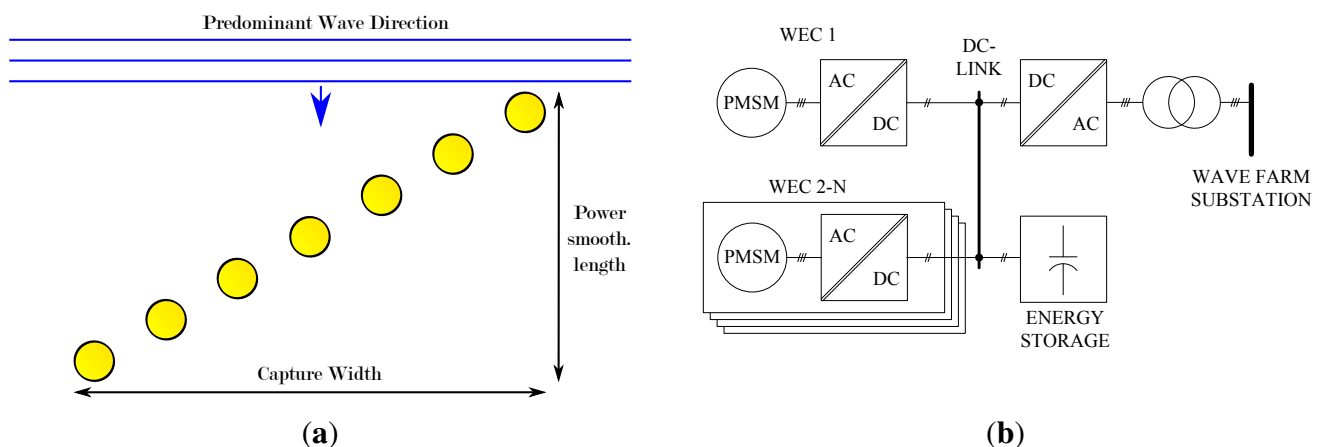 Predominant Wave Direction
Power
smooth.
length
Capture Width
(a)
WEC 1
DC-
LINK
PMSM
AC
DC
DC
AC
WAVE FARM
SUBSTATION
WEC 2-N
PMSM
AC
DC
ENERGY
STORAGE
(b)